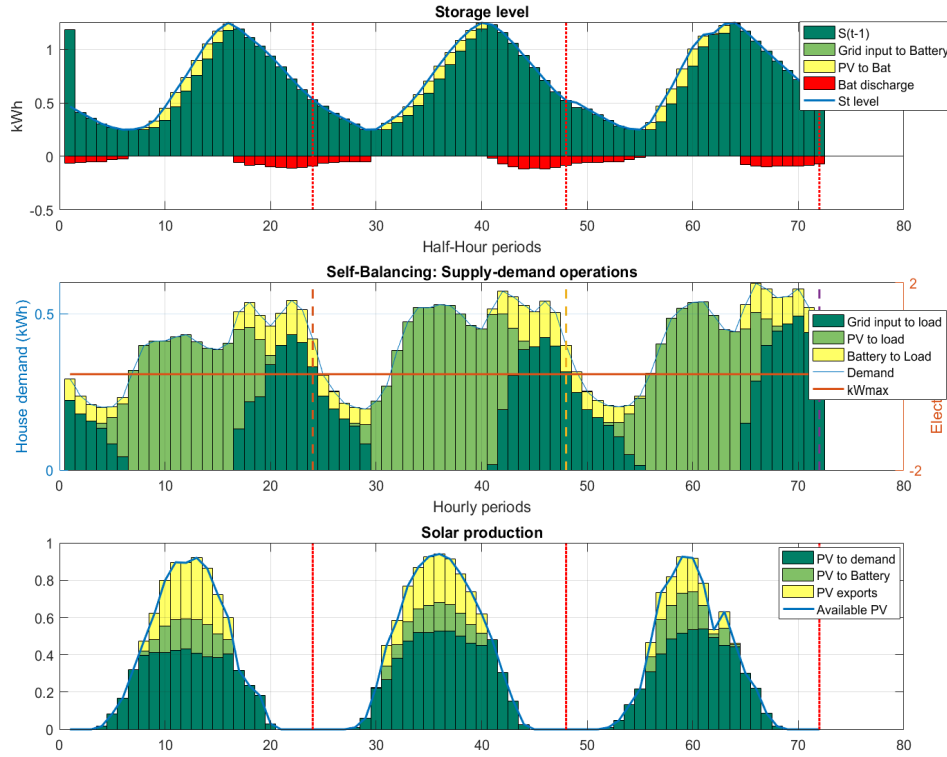 Storage level
1
0.5
0
-0.5
kWh
0 10 20 30 40 50 60 70 80
Half-Hour periods
S(t-1)
Grid input to Battery
PV to Bat
Bat discharge
St level
Self-Balancing: Supply-demand operations
0.5
0
House demand (kWh)
2
-2
Elect
0 10 20 30 40 50 60 70 80
Hourly periods
Grid input to load
PV to load
Battery to Load
Demand
kWmax
Solar production
1
0.8
0.6
0.4
0.2
0
0 10 20 30 40 50 60 70 80
PV to demand
PV to Battery
PV exports
Available PV